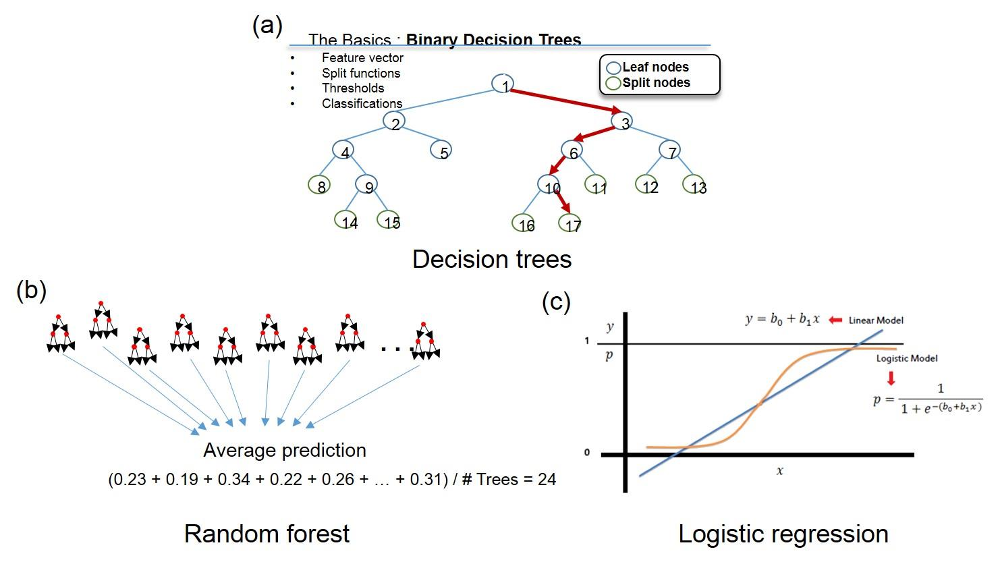 (a)
The Basics : Binary Decision Trees
• Feature vector
• Split functions
• Thresholds
• Classifications
Leaf nodes
Split nodes
1
2
3
4
5
6
7
8
9
10
11
12
13
14
15
16
17
Decision trees
(b)
. . .
Average prediction
(0.23 + 0.19 + 0.34 + 0.22 + 0.26 + … + 0.31) / # Trees = 24
Random forest
(c)
y = b₀ + b₁x
Linear Model
y
1
p
Logistic Model
p = 1 / (1 + e^−(b₀+b₁x))
0
x
Logistic regression